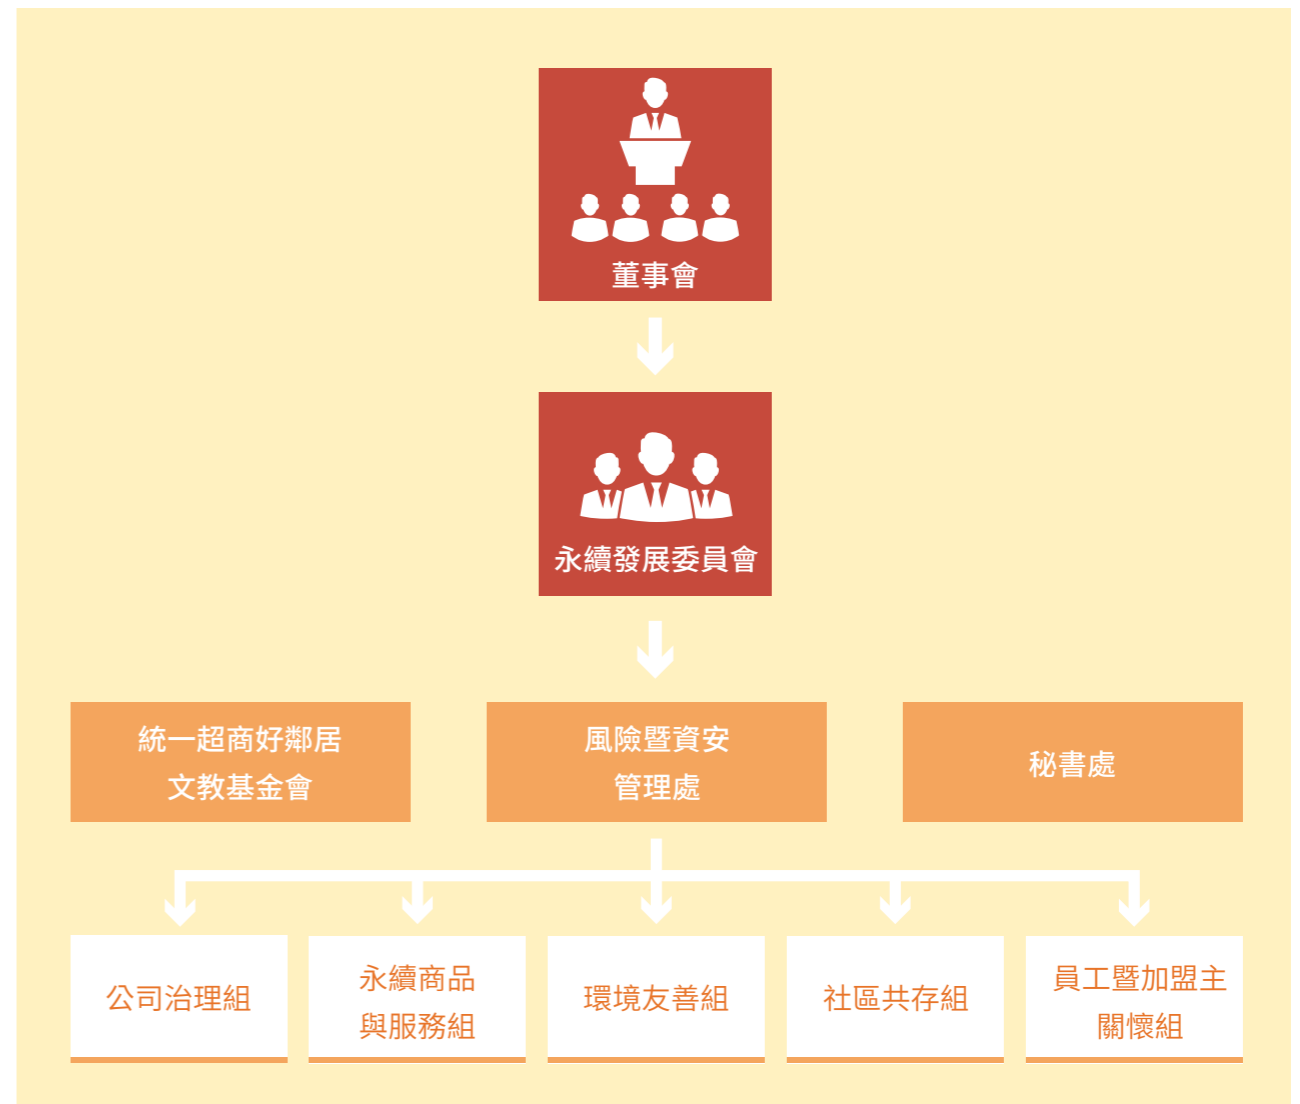 董事會
永續發展委員會
統一超商好鄰居
文教基金會
風險暨資安
管理處
秘書處
公司治理組
永續商品
與服務組
環境友善組
社區共存組
員工暨加盟主
關懷組